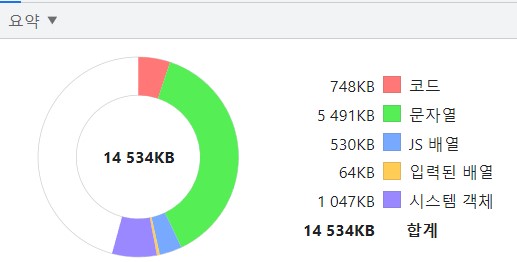 요약 ▼
14 534KB
748KB 코드
5 491KB 문자열
530KB JS 배열
64KB 입력된 배열
1 047KB 시스템 객체
14 534KB 합계